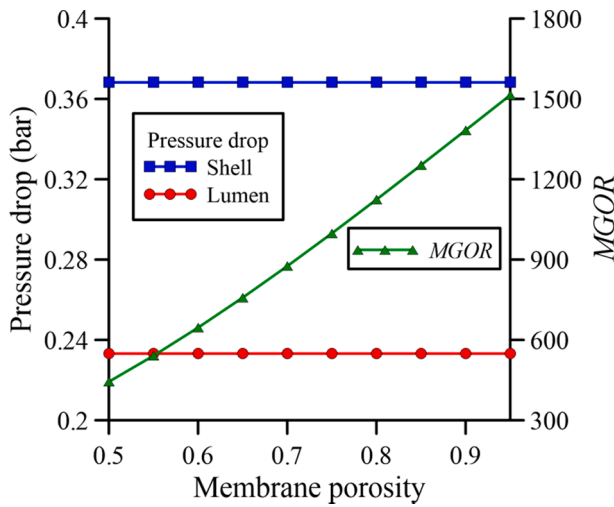 0.4
0.36
0.32
0.28
0.24
0.2
Pressure drop (bar)
1800
1500
1200
900
600
300
MGOR
Pressure drop
Shell
Lumen
MGOR
0.5
0.6
0.7
0.8
0.9
Membrane porosity